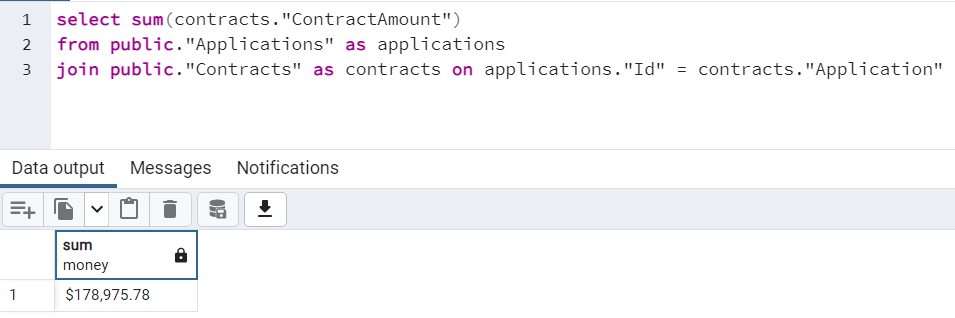 1 select sum(contracts."ContractAmount")
2 from public."Applications" as applications
3 join public."Contracts" as contracts on applications."Id" = contracts."Application"
Data output Messages Notifications
sum
money
1 $178,975.78